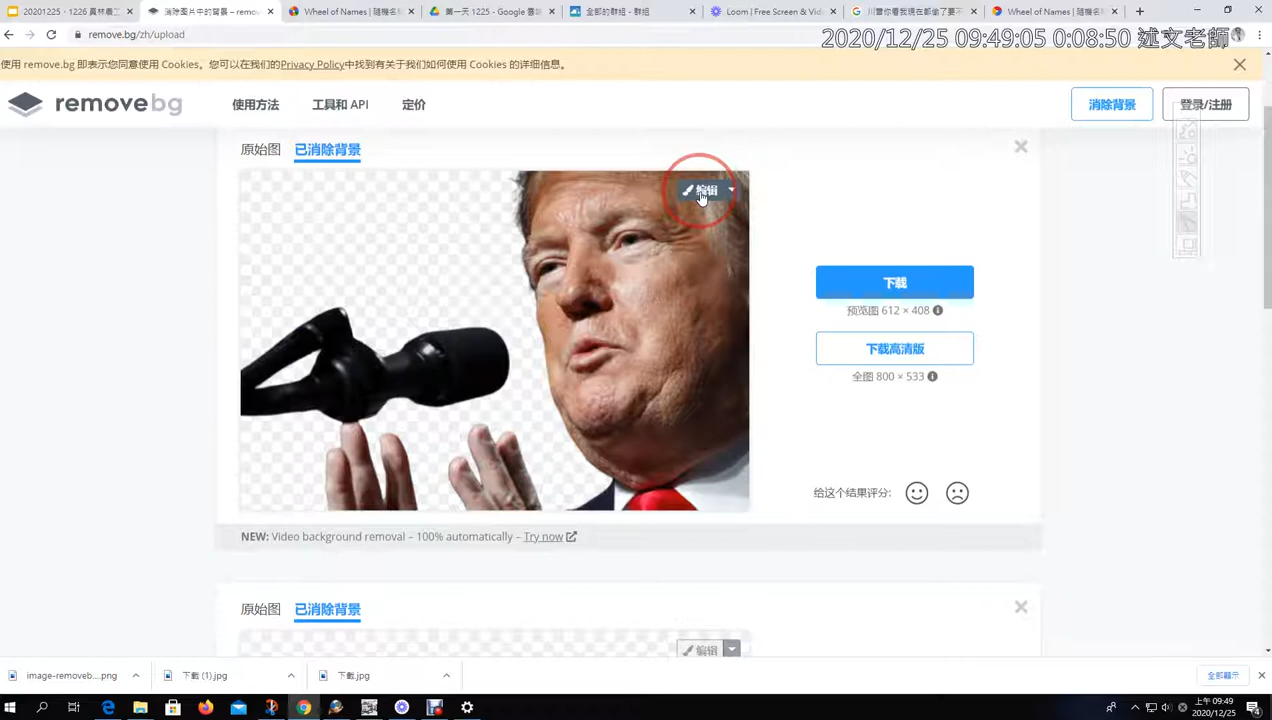 20201225、1226 員林農工
消除图片中的背景 – remov
Wheel of Names | 隨機名
第一天 1225 - Google 雲端
全部的群組 - 群組
Loom | Free Screen & Vide
川普你看我現在都偷了要不
Wheel of Names | 隨機名
remove.bg/zh/upload
2020/12/25 09:49:05 0:08:50 述文老師
使用 remove.bg 即表示您同意使用 Cookies。您可以在我们的Privacy Policy中找到有关于我们如何使用 Cookies 的详细信息。
removebg
使用方法
工具和 API
定价
消除背景
登录/注册
原始图
已消除背景
编辑
下载
预览图 612 × 408
下载高清版
全图 800 × 533
给这个结果评分:
NEW: Video background removal – 100% automatically – Try now
原始图
已消除背景
编辑
image-removeb....png
下載 (1).jpg
下載.jpg
全部顯示
上午 09:49
2020/12/25
4